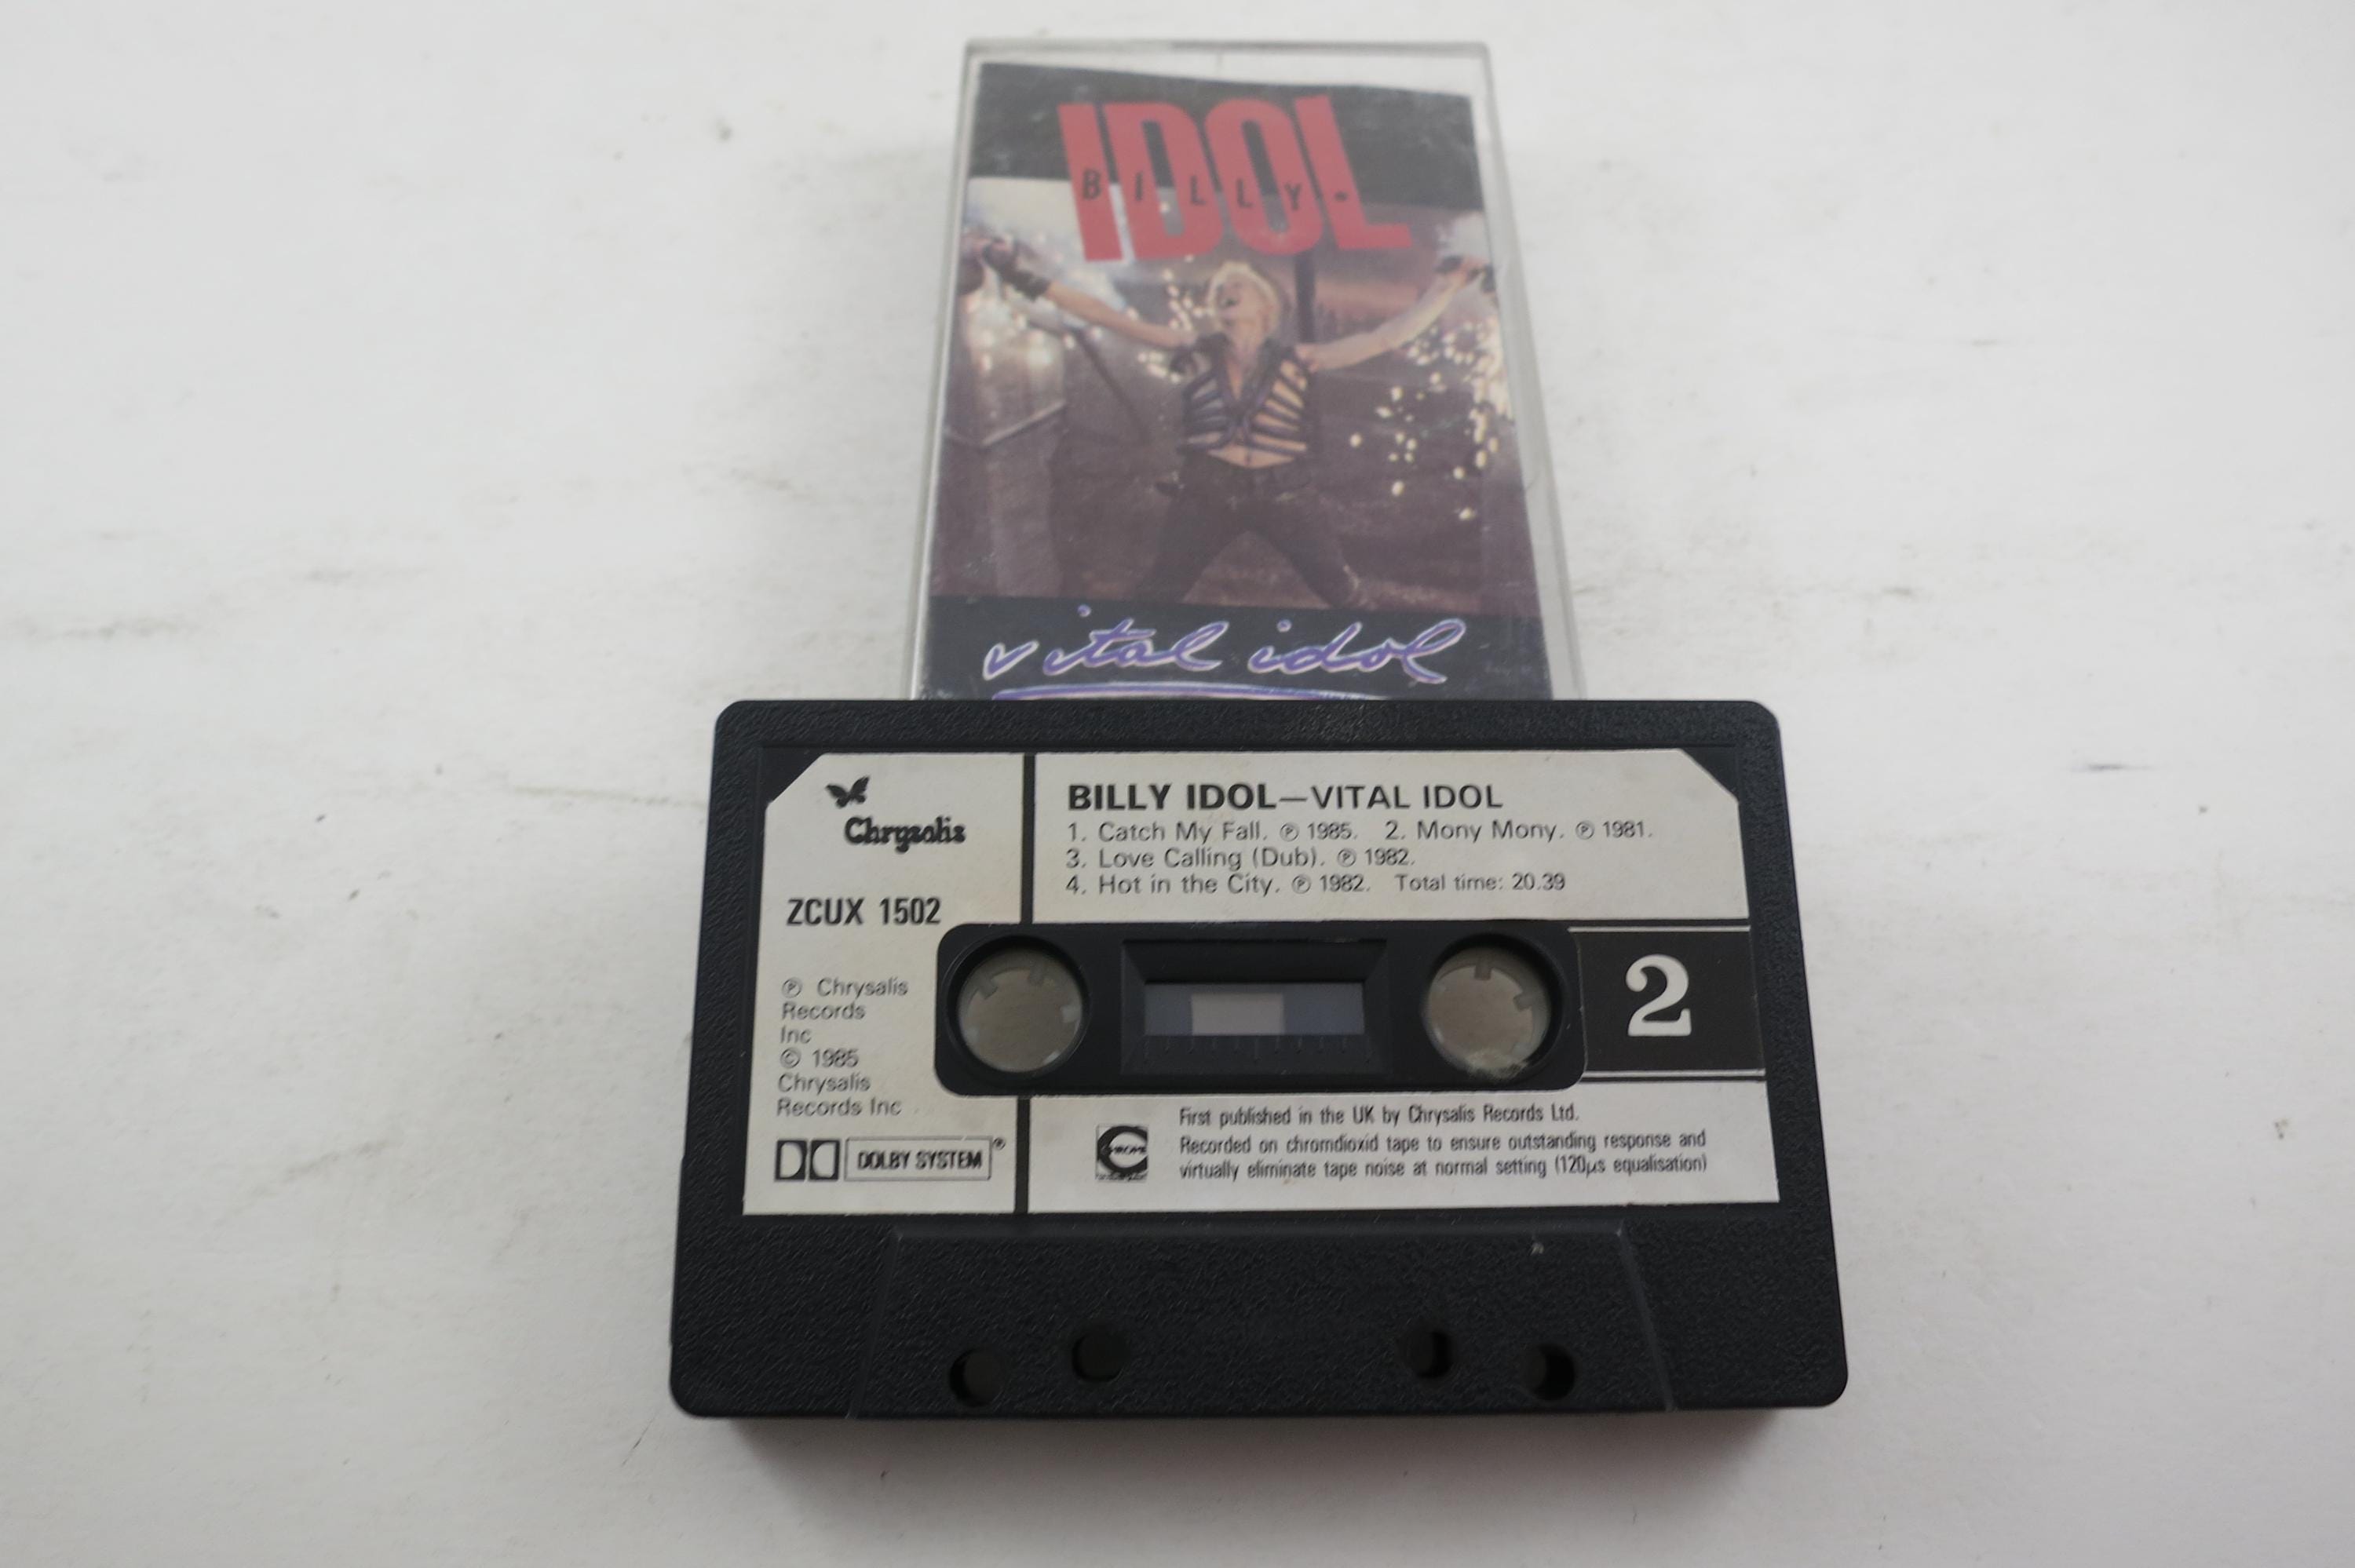 IDOL
BILLY
vital idol
Chrysalis
BILLY IDOL—VITAL IDOL
1. Catch My Fall. ℗ 1985. 2. Mony Mony. ℗ 1981.
3. Love Calling (Dub). ℗ 1982.
4. Hot in the City. ℗ 1982. Total time: 20.39
ZCUX 1502
2
℗ Chrysalis
Records
Inc
© 1985
Chrysalis
Records Inc
DOLBY SYSTEM®
First published in the UK by Chrysalis Records Ltd.
Recorded on chromdioxid tape to ensure outstanding response and
virtually eliminate tape noise at normal setting (120µs equalisation)